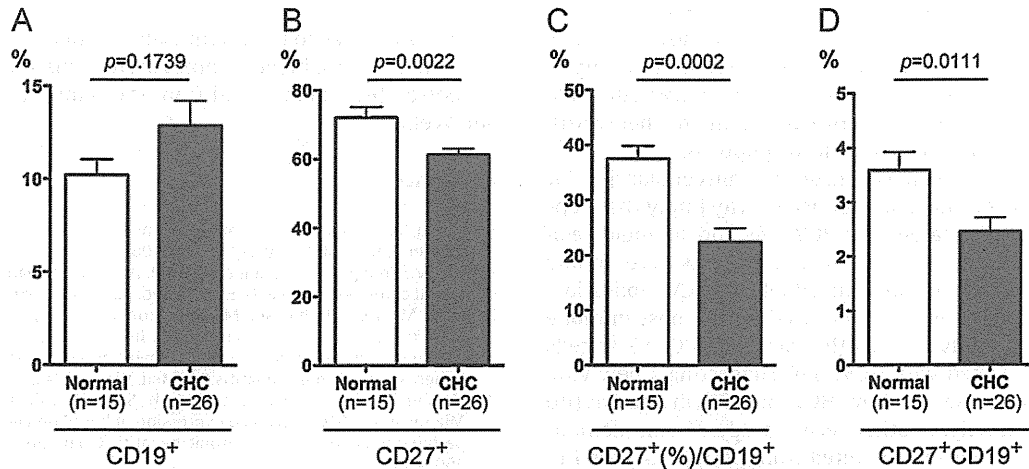 A
B
C
D
%
p=0.1739
15
10
5
0
Normal
(n=15)
CHC
(n=26)
CD19+
%
p=0.0022
80
60
40
20
0
Normal
(n=15)
CHC
(n=26)
CD27+
%
p=0.0002
50
40
30
20
10
0
Normal
(n=15)
CHC
(n=26)
CD27+(%)/CD19+
%
p=0.0111
5
4
3
2
1
0
Normal
(n=15)
CHC
(n=26)
CD27+CD19+